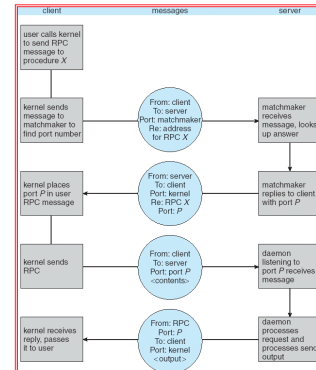 client messages server
user calls kernel
to send RPC
message to
procedure X
kernel sends
message to
matchmaker to
find port number
From: client
To: server
Port: matchmaker
Re: address
for RPC X
matchmaker
receives
message, looks
up answer
kernel places
port P in user
RPC message
From: server
To: client
Port: kernel
Re: RPC X
Port: P
matchmaker
replies to client
with port P
kernel sends
RPC
From: client
To: server
Port: port P
<contents>
daemon
listening to
port P receives
message
kernel receives
reply, passes
it to user
From: RPC
Port: P
To: client
Port: kernel
<output>
daemon
processes
request and
processes send
output